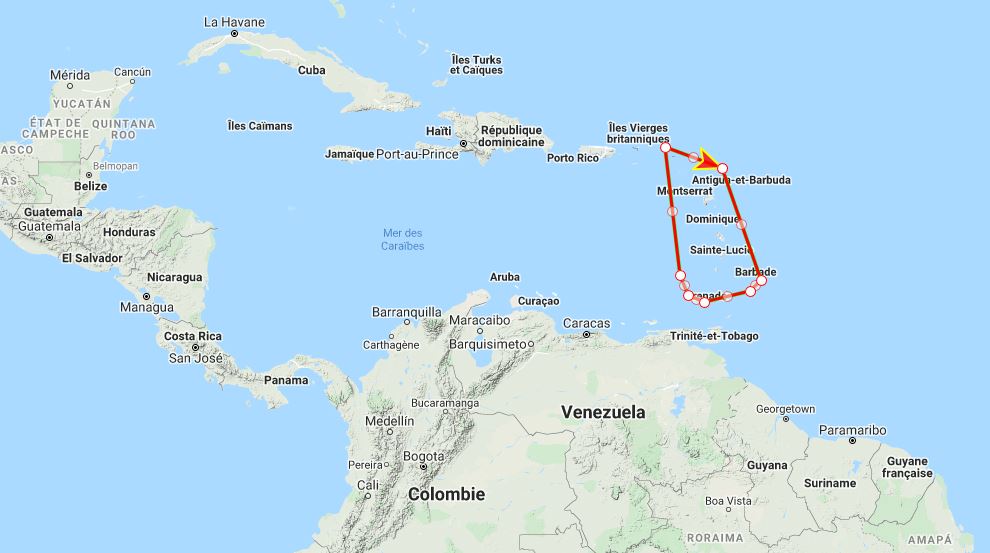 La Havane
Îles Turks
et Caïques
Cuba
Mérida
Cancún
YUCATÁN
ÉTAT DE
CAMPECHE
QUINTANA
ROO
Îles Caïmans
Haïti
République
dominicaine
Îles Vierges
britanniques
ASCO
Jamaïque
Port-au-Prince
Porto Rico
Belmopan
AS
Belize
Antigua-et-Barbuda
Montserrat
Guatemala
Guatemala
Honduras
Dominique
Mer des
Caraïbes
El Salvador
Sainte-Lucie
Nicaragua
Aruba
Barbade
Managua
Curaçao
Barranquilla
Maracaibo
Caracas
Costa Rica
San José
Carthagène
Barquisimeto
Trinité-et-Tobago
Panama
Bucaramanga
Medellín
Venezuela
Georgetown
Paramaribo
Pereira
Bogota
Cali
Guyana
Guyane
française
Colombie
Suriname
Boa Vista
RORAIMA
AMAPÁ